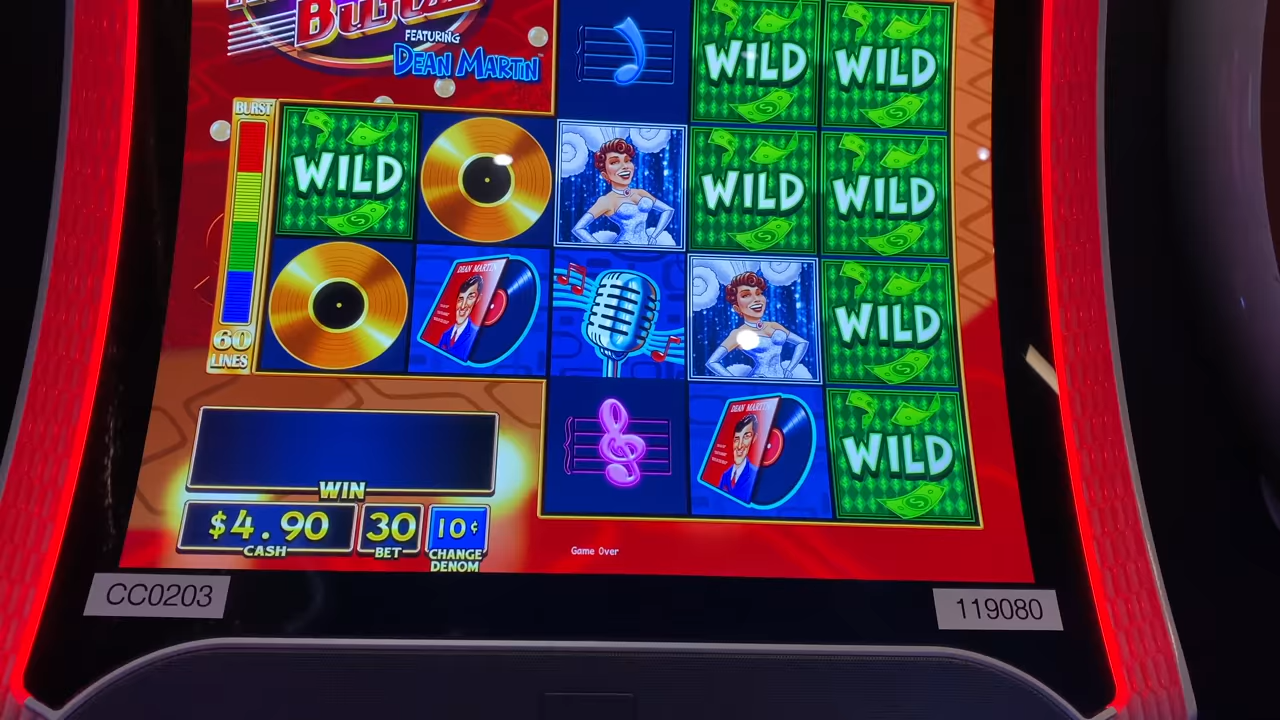 FEATURING
DEAN MARTIN
WILD WILD
BURST
WILD WILD WILD
DEAN MARTIN
WILD
60
LINES
DEAN MARTIN
WILD
WIN
$4.90 30 10¢
CASH BET CHANGE
DENOM
Game Over
CC0203 119080